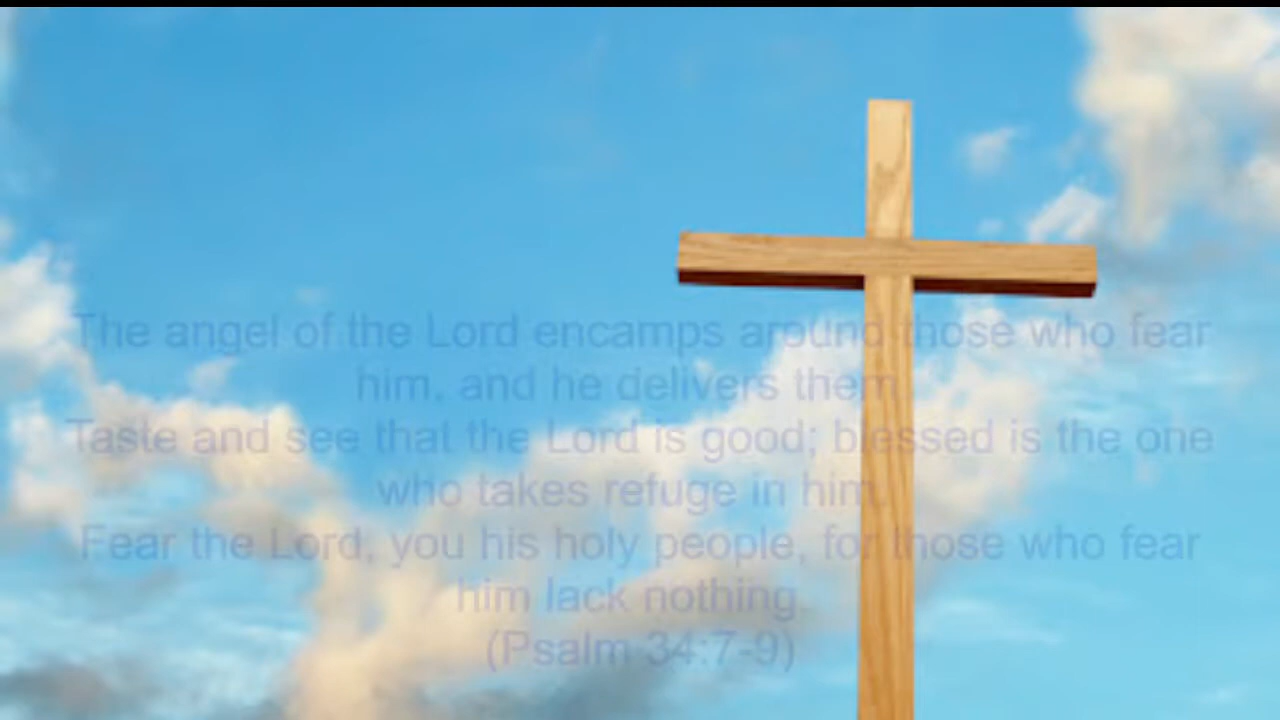 The angel of the Lord encamps around those who fear
him. and he delivers them
Taste and see that the Lord is good; blessed is the one
who takes refuge in him.
Fear the Lord, you his holy people, for those who fear
him lack nothing
(Psalm 34:7-9)